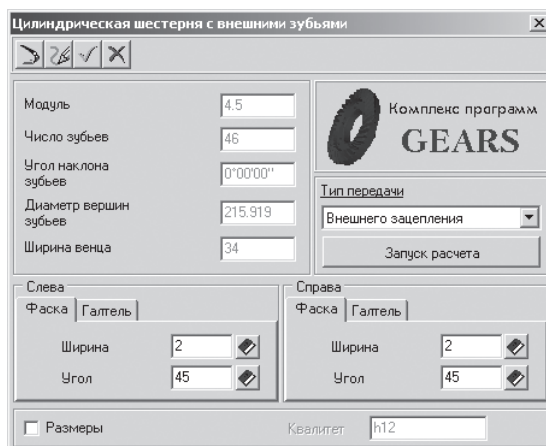 Цилиндрическая шестерня с внешними зубьями
Модуль 4.5
Число зубьев 46
Угол наклона
зубьев 0°00'00"
Диаметр вершин
зубьев 215.919
Ширина венца 34
Комплекс программ
GEARS
Тип передачи
Внешнего зацепления
Запуск расчета
Слева
Фаска Галтель
Ширина 2
Угол 45
Справа
Фаска Галтель
Ширина 2
Угол 45
Размеры
Квалитет h12